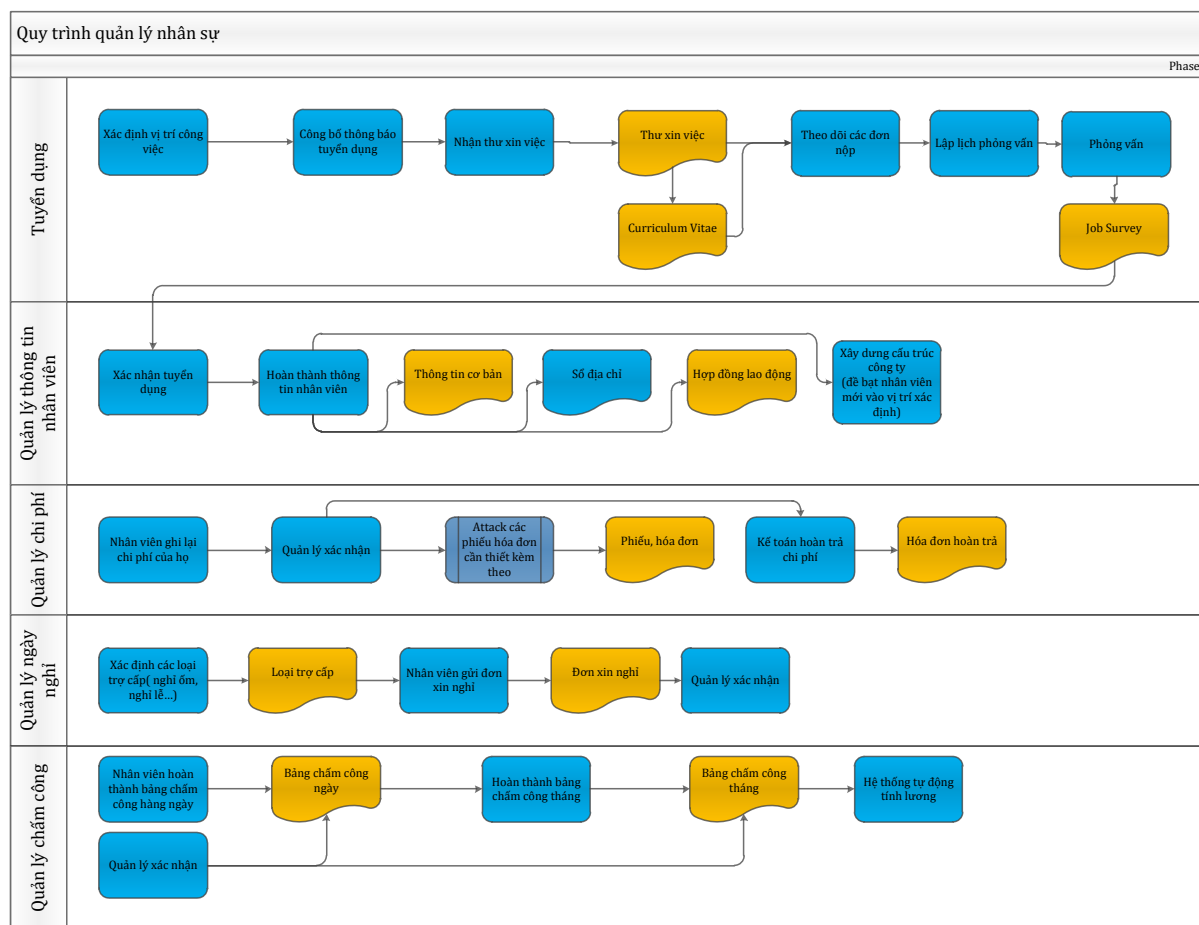 Quy trình quản lý nhân sự
Phase
Tuyển dụng
Xác định vị trí công
việc
Công bố thông báo
tuyển dụng
Nhận thư xin việc
Thư xin việc
Theo dõi các đơn
nộp
Lập lịch phỏng vấn
Phỏng vấn
Curriculum Vitae
Job Survey
Quản lý thông tin
nhân viên
Xác nhận tuyển
dụng
Hoàn thành thông
tin nhân viên
Thông tin cơ bản
Sổ địa chỉ
Hợp đồng lao động
Xây dưng cấu trúc
công ty
(đề bạt nhân viên
mới vào vị trí xác
định)
Quản lý chi phí
Nhân viên ghi lại
chi phí của họ
Quản lý xác nhận
Attack các
phiếu hóa đơn
cần thiết kèm
theo
Phiếu, hóa đơn
Kế toán hoàn trả
chi phí
Hóa đơn hoàn trả
Quản lý ngày
nghỉ
Xác định các loại
trợ cấp( nghỉ ốm,
nghỉ lễ...)
Loại trợ cấp
Nhân viên gửi đơn
xin nghỉ
Đơn xin nghỉ
Quản lý xác nhận
Quản lý chấm công
Nhân viên hoàn
thành bảng chấm
công hàng ngày
Bảng chấm công
ngày
Hoàn thành bảng
chấm công tháng
Bảng chấm công
tháng
Hệ thống tự động
tính lương
Quản lý xác nhận